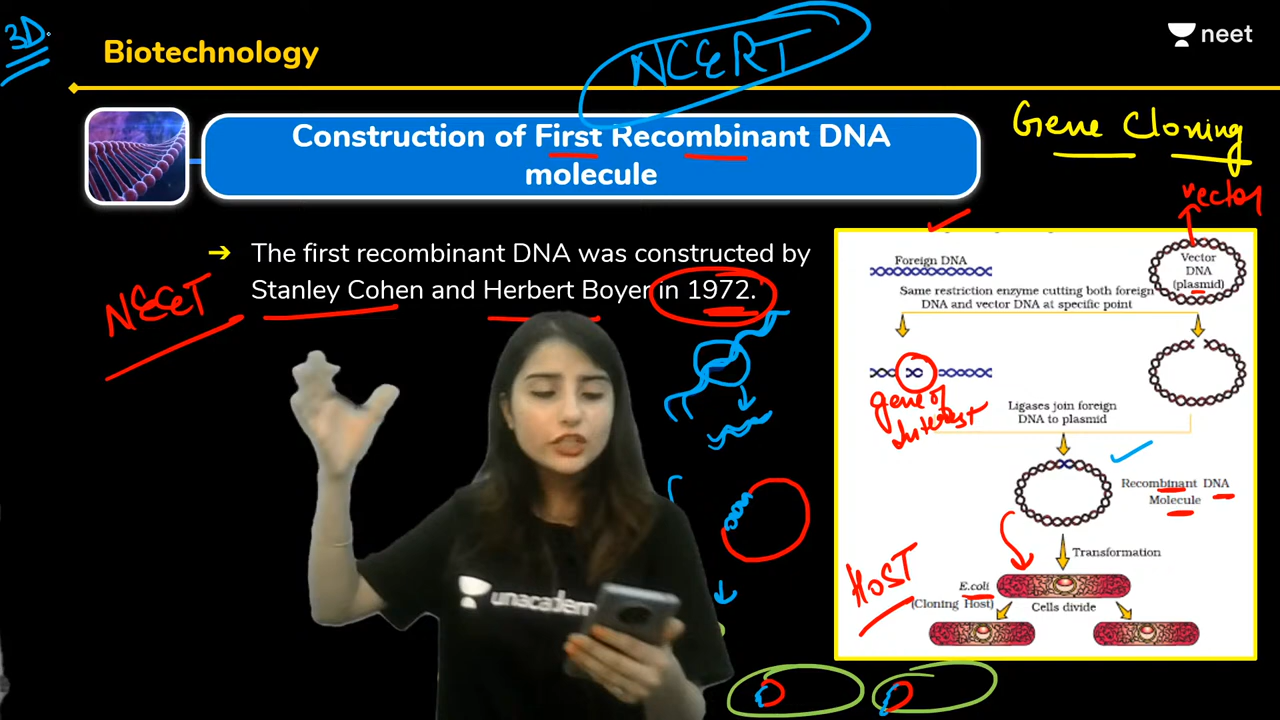 3D
Biotechnology
NCERT
neet
Construction of First Recombinant DNA
molecule
Gene Cloning
vector
➔ The first recombinant DNA was constructed by
Stanley Cohen and Herbert Boyer in 1972.
NEET
Foreign DNA
Vector
DNA
(plasmid)
Same restriction enzyme cutting both foreign
DNA and vector DNA at specific point
gene of
interest
Ligases join foreign
DNA to plasmid
Recombinant DNA
Molecule
Transformation
HOST
E.coli
(Cloning Host)
Cells divide
unacadem